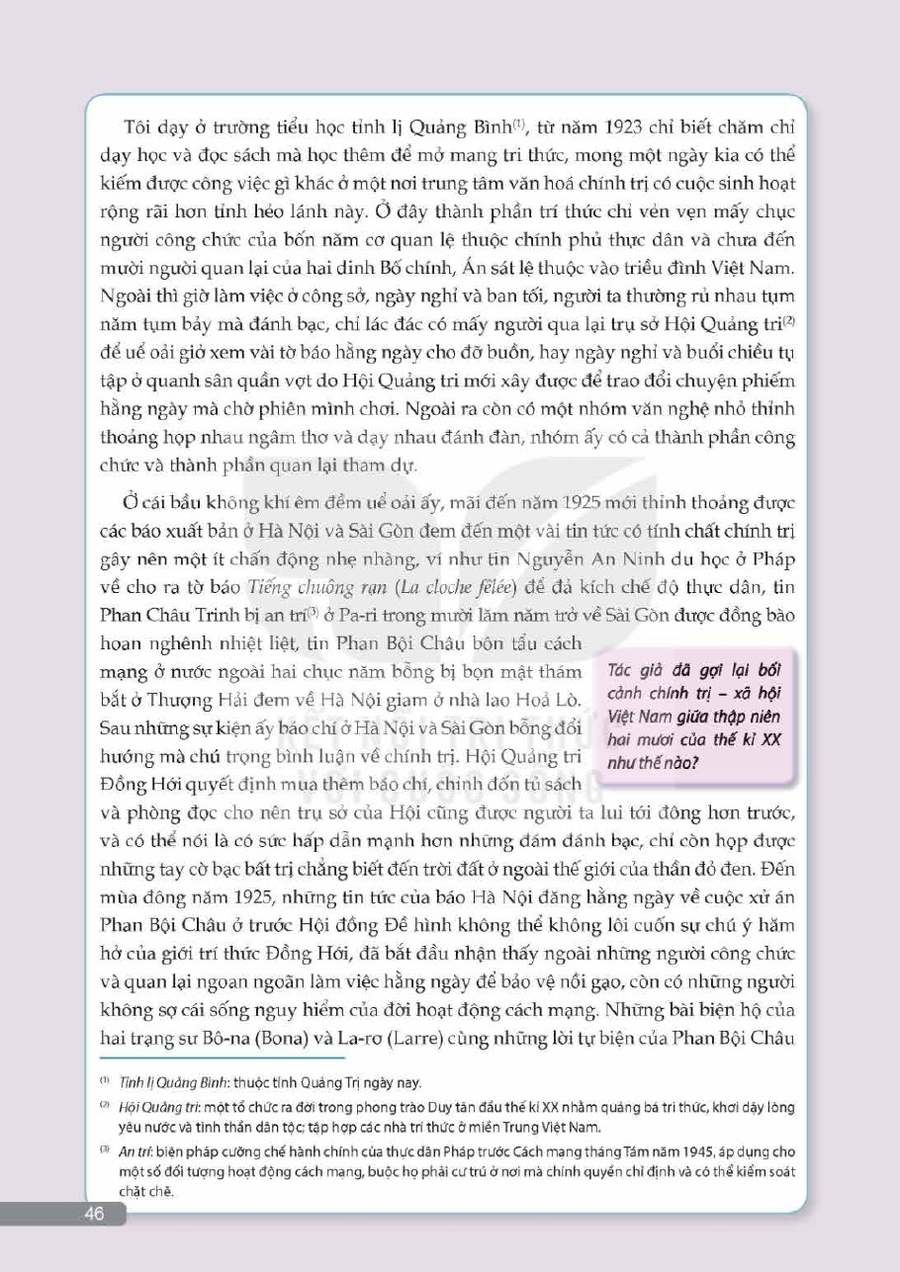 Tôi dạy ở trường tiểu học tỉnh lị Quảng Bình(1), từ năm 1923 chỉ biết chăm chỉ
dạy học và đọc sách mà học thêm để mở mang tri thức, mong một ngày kia có thể
kiếm được công việc gì khác ở một nơi trung tâm văn hoá chính trị có cuộc sinh hoạt
rộng rãi hơn tỉnh hẻo lánh này. Ở đây thành phần trí thức chỉ vẻn vẹn mấy chục
người công chức của bốn năm cơ quan lệ thuộc chính phủ thực dân và chưa đến
mười người quan lại của hai dinh Bố chính, Án sát lệ thuộc vào triều đình Việt Nam.
Ngoài thì giờ làm việc ở công sở, ngày nghỉ và ban tối, người ta thường rủ nhau tụm
năm tụm bảy mà đánh bạc, chỉ lác đác có mấy người qua lại trụ sở Hội Quảng tri(2)
để uể oải giở xem vài tờ báo hằng ngày cho đỡ buồn, hay ngày nghỉ và buổi chiều tụ
tập ở quanh sân quần vợt do Hội Quảng tri mới xây được để trao đổi chuyện phiếm
hằng ngày mà chờ phiên mình chơi. Ngoài ra còn có một nhóm văn nghệ nhỏ thỉnh
thoảng họp nhau ngâm thơ và dạy nhau đánh đàn, nhóm ấy có cả thành phần công
chức và thành phần quan lại tham dự.
Ở cái bầu không khí êm đềm uể oải ấy, mãi đến năm 1925 mới thỉnh thoảng được
các báo xuất bản ở Hà Nội và Sài Gòn đem đến một vài tin tức có tính chất chính trị
gây nên một ít chấn động nhẹ nhàng, ví như tin Nguyễn An Ninh du học ở Pháp
về cho ra tờ báo Tiếng chuông rạn (La cloche fêlée) để đả kích chế độ thực dân, tin
Phan Châu Trinh bị an trí(3) ở Pa-ri trong mười lăm năm trở về Sài Gòn được đồng bào
hoan nghênh nhiệt liệt, tin Phan Bội Châu bôn tẩu cách
mạng ở nước ngoài hai chục năm bỗng bị bọn mật thám
bắt ở Thượng Hải đem về Hà Nội giam ở nhà lao Hoả Lò.
Sau những sự kiện ấy báo chí ở Hà Nội và Sài Gòn bỗng đổi
hướng mà chú trọng bình luận về chính trị. Hội Quảng tri
Đồng Hới quyết định mua thêm báo chí, chỉnh đốn tủ sách
và phòng đọc cho nên trụ sở của Hội cũng được người ta lui tới đông hơn trước,
và có thể nói là có sức hấp dẫn mạnh hơn những đám đánh bạc, chỉ còn họp được
những tay cờ bạc bất trị chẳng biết đến trời đất ở ngoài thế giới của thần đỏ đen. Đến
mùa đông năm 1925, những tin tức của báo Hà Nội đăng hằng ngày về cuộc xử án
Phan Bội Châu ở trước Hội đồng Đề hình không thể không lôi cuốn sự chú ý hăm
hở của giới trí thức Đồng Hới, đã bắt đầu nhận thấy ngoài những người công chức
và quan lại ngoan ngoãn làm việc hằng ngày để bảo vệ nồi gạo, còn có những người
không sợ cái sống nguy hiểm của đời hoạt động cách mạng. Những bài biện hộ của
hai trạng sư Bô-na (Bona) và La-rơ (Larre) cùng những lời tự biện của Phan Bội Châu
Tác giả đã gợi lại bối
cảnh chính trị – xã hội
Việt Nam giữa thập niên
hai mươi của thế kỉ XX
như thế nào?
(1) Tỉnh lị Quảng Bình: thuộc tỉnh Quảng Trị ngày nay.
(2) Hội Quảng tri: một tổ chức ra đời trong phong trào Duy tân đầu thế kỉ XX nhằm quảng bá tri thức, khơi dậy lòng
yêu nước và tinh thần dân tộc; tập hợp các nhà trí thức ở miền Trung Việt Nam.
(3) An trí: biện pháp cưỡng chế hành chính của thực dân Pháp trước Cách mạng tháng Tám năm 1945, áp dụng cho
một số đối tượng hoạt động cách mạng, buộc họ phải cư trú ở nơi mà chính quyền chỉ định và có thể kiểm soát
chặt chẽ.
46
KẾT NỐI TRI THỨC
VỚI CUỘC SỐNG